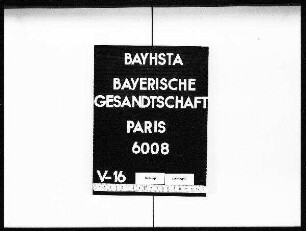 BAYHSTA
BAYERISCHE
GESANDTSCHAFT
PARIS
6008
V-16